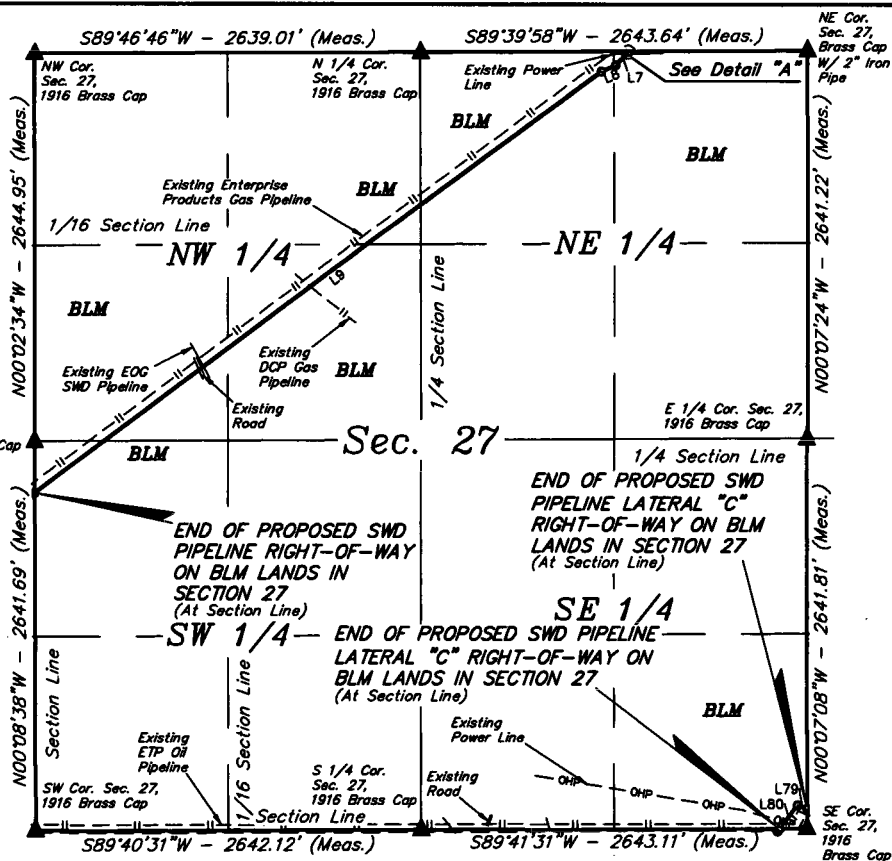 S89°46'46"W - 2639.01' (Meas.)
S89°39'58"W - 2643.64' (Meas.)
NE Cor.
Sec. 27,
Brass Cap
W/ 2" Iron
Pipe
NW Cor.
Sec. 27,
1916 Brass Cap
N 1/4 Cor.
Sec. 27,
1916 Brass Cap
Existing Power
Line
L8
L7
See Detail "A"
BLM
BLM
N00°02'34"W - 2644.95' (Meas.)
Existing Enterprise
Products Gas Pipeline
BLM
1/16 Section Line
NW 1/4
NE 1/4
N00°07'24"W - 2641.22' (Meas.)
L9
1/4 Section Line
BLM
Existing EOG
SWD Pipeline
Existing
DCP Gas
Pipeline
BLM
Existing
Road
E 1/4 Cor. Sec. 27,
1916 Brass Cap
Cap
BLM
Sec. 27
1/4 Section Line
END OF PROPOSED SWD
PIPELINE LATERAL "C"
RIGHT-OF-WAY ON BLM
LANDS IN SECTION 27
(At Section Line)
END OF PROPOSED SWD
PIPELINE RIGHT-OF-WAY
ON BLM LANDS IN
SECTION 27
(At Section Line)
SW 1/4
SE 1/4
END OF PROPOSED SWD PIPELINE
LATERAL "C" RIGHT-OF-WAY ON
BLM LANDS IN SECTION 27
(At Section Line)
N00°08'38"W - 2641.69' (Meas.)
Section Line
N00°07'08"W - 2641.81' (Meas.)
BLM
Existing
ETP Oil
Pipeline
1/16 Section Line
Existing
Power Line
OHP
OHP
OHP
L79
L80
SW Cor. Sec. 27,
1916 Brass Cap
S 1/4 Cor.
Sec. 27,
1916 Brass Cap
Existing
Road
Section Line
SE Cor.
Sec. 27,
1916
Brass Cap
S89°40'31"W - 2642.12' (Meas.)
S89°41'31"W - 2643.11' (Meas.)